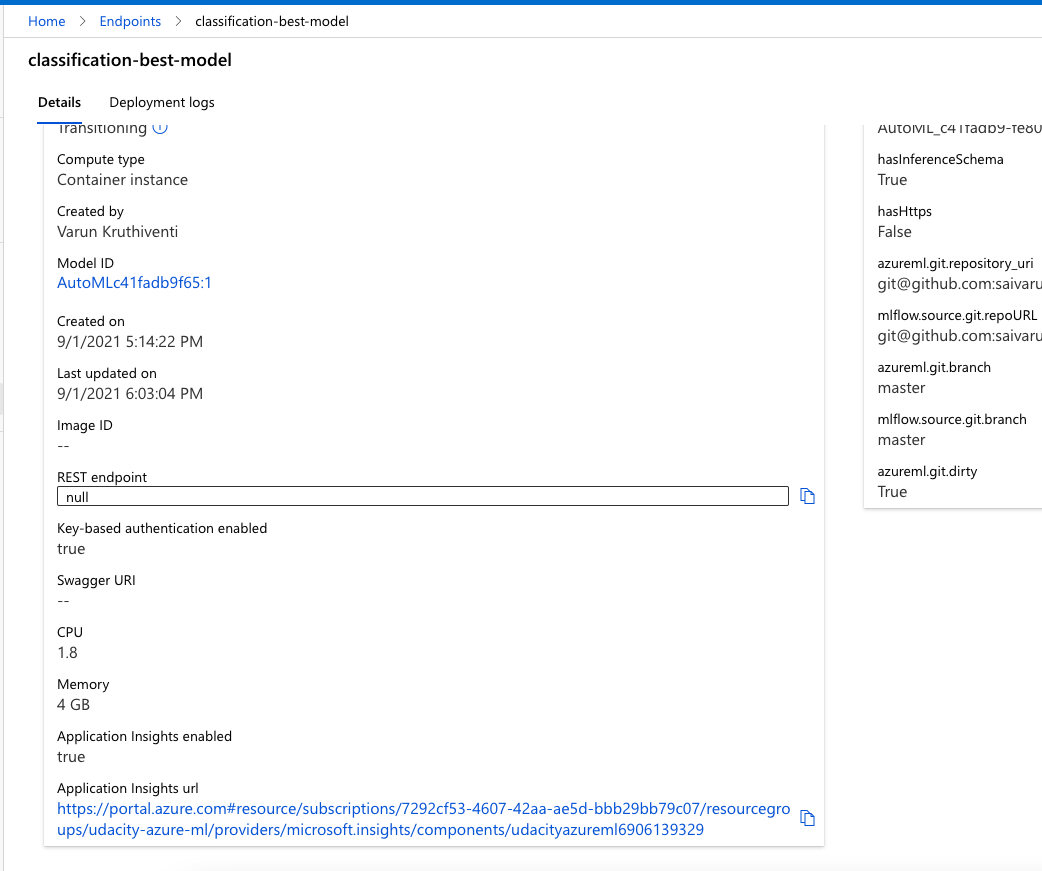 Home > Endpoints > classification-best-model
classification-best-model
Details Deployment logs
Transitioning
Compute type
Container instance
Created by
Varun Kruthiventi
Model ID
AutoMLc41fadb9f65:1
Created on
9/1/2021 5:14:22 PM
Last updated on
9/1/2021 6:03:04 PM
Image ID
--
REST endpoint
null
Key-based authentication enabled
true
Swagger URI
--
CPU
1.8
Memory
4 GB
Application Insights enabled
true
Application Insights url
https://portal.azure.com#resource/subscriptions/7292cf53-4607-42aa-ae5d-bbb29bb79c07/resourcegro
ups/udacity-azure-ml/providers/microsoft.insights/components/udacityazureml6906139329
AutoML_c41fadb9-fe80
hasInferenceSchema
True
hasHttps
False
azureml.git.repository_uri
git@github.com:saivaru
mlflow.source.git.repoURL
git@github.com:saivaru
azureml.git.branch
master
mlflow.source.git.branch
master
azureml.git.dirty
True